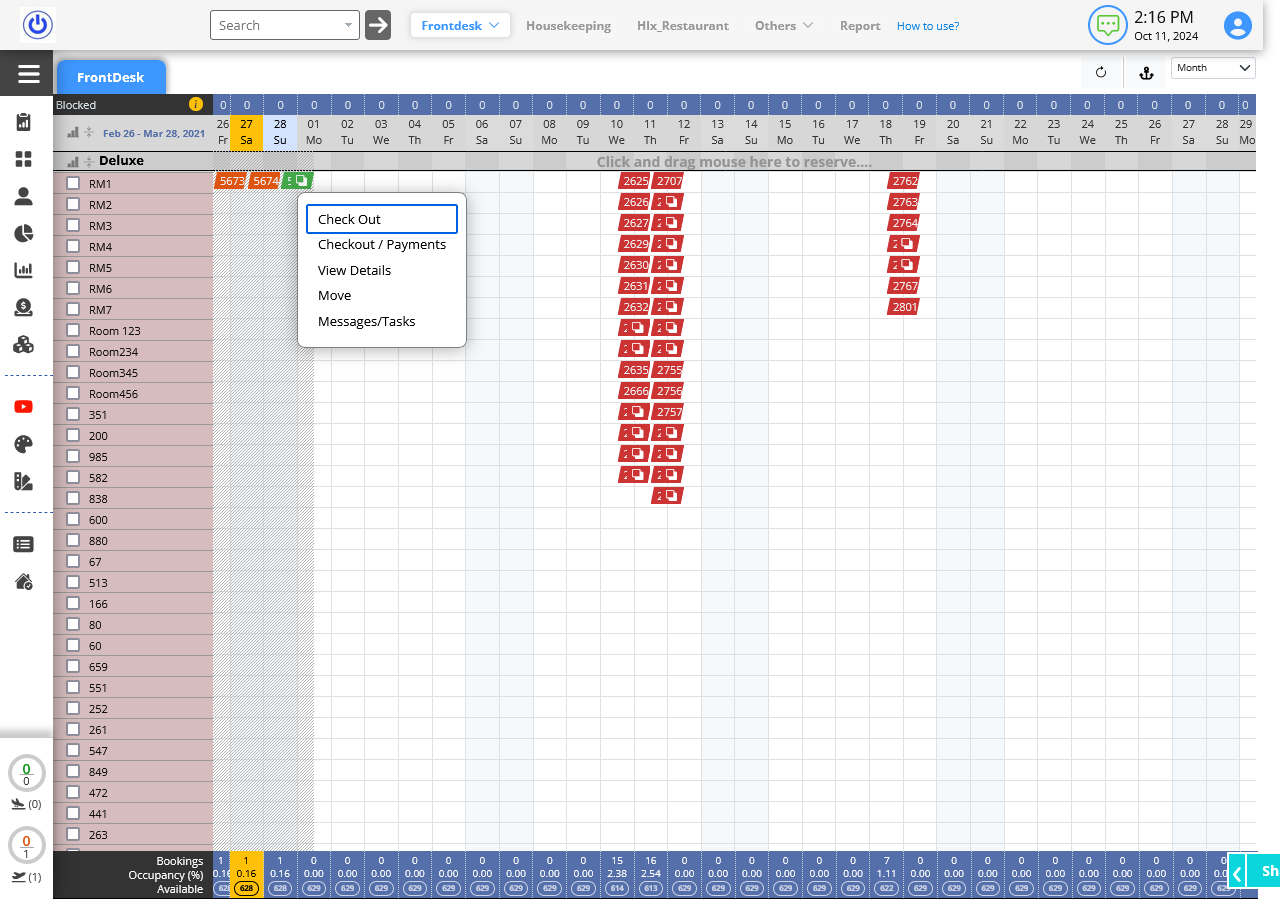 Search
Frontdesk
Housekeeping
Hlx_Restaurant
Others
Report
How to use?
2:16 PM
Oct 11, 2024
FrontDesk
Month
Blocked i 0 0 0 0 0 0 0 0 0 0 0 0 0 0 0 0 0 0 0 0 0 0 0 0 0 0 0 0 0 0 0 0
Feb 26 - Mar 28, 2021
26 27 28 01 02 03 04 05 06 07 08 09 10 11 12 13 14 15 16 17 18 19 20 21 22 23 24 25 26 27 28 29
Fr Sa Su Mo Tu We Th Fr Sa Su Mo Tu We Th Fr Sa Su Mo Tu We Th Fr Sa Su Mo Tu We Th Fr Sa Su Mo
Deluxe
Click and drag mouse here to reserve....
RM1 5673 5674 2625 2707 2762
RM2 2626 2763
RM3 2627 2764
RM4 2629
RM5 2630
RM6 2631 2767
RM7 2632 2801
Room 123
Room234
Room345 2635 2755
Room456 2666 2756
351 2757
200
985
582
838
600
880
67
513
166
80
60
659
551
252
261
547
849
472
441
263
Check Out
Checkout / Payments
View Details
Move
Messages/Tasks
0
0
(0)
0
1
(1)
Bookings 1 1 1 0 0 0 0 0 0 0 0 0 15 16 0 0 0 0 0 0 7 0 0 0 0 0 0 0 0 0 0
Occupancy (%) 0.16 0.16 0.16 0.00 0.00 0.00 0.00 0.00 0.00 0.00 0.00 0.00 2.38 2.54 0.00 0.00 0.00 0.00 0.00 0.00 1.11 0.00 0.00 0.00 0.00 0.00 0.00 0.00 0.00 0.00
Available 628 628 628 629 629 629 629 629 629 629 629 629 614 613 629 629 629 629 629 629 622 629 629 629 629 629 629 629 629 629
Sh